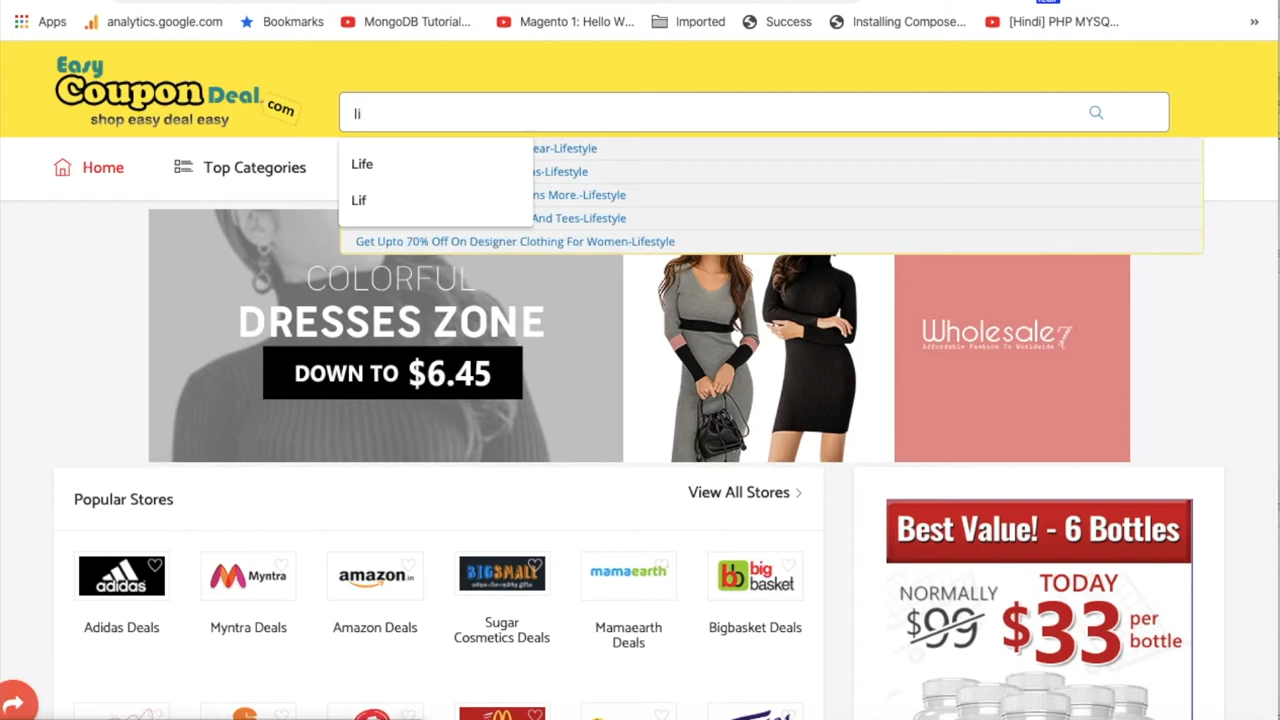 Apps analytics.google.com Bookmarks MongoDB Tutorial... Magento 1: Hello W... Imported Success Installing Compose... [Hindi] PHP MYSQ... »
Easy
Coupon Deal .com
shop easy deal easy
li
Home Top Categories
Life
Lif
ear-Lifestyle
s-Lifestyle
ns More.-Lifestyle
And Tees-Lifestyle
Get Upto 70% Off On Designer Clothing For Women-Lifestyle
COLORFUL
DRESSES ZONE
DOWN TO $6.45
Wholesale7
Affordable Fashion To Worldwide
Popular Stores
View All Stores
adidas
Myntra
amazon.in
BIGSMALL
mamaearth
big basket
Adidas Deals
Myntra Deals
Amazon Deals
Sugar
Cosmetics Deals
Mamaearth
Deals
Bigbasket Deals
Best Value! - 6 Bottles
NORMALLY
$99
TODAY
$33 per
bottle